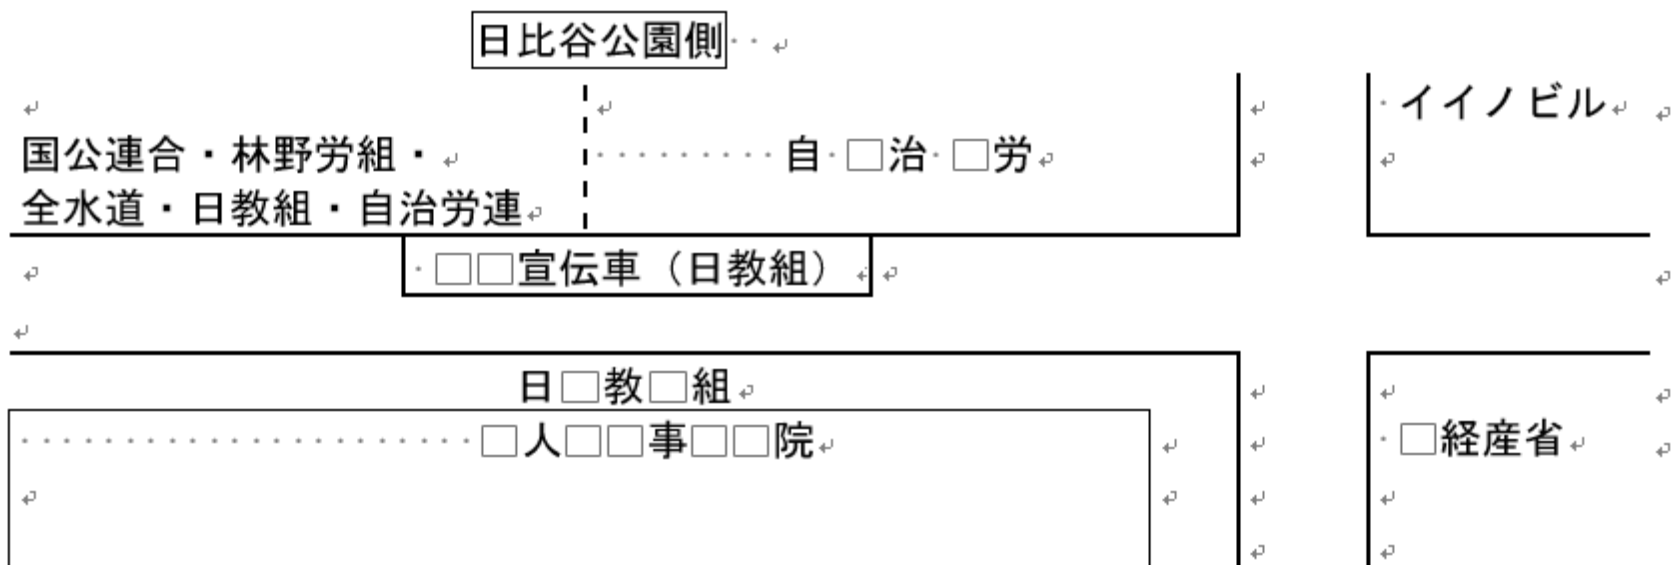 日比谷公園側
イイノビル
国公連合・林野労組・
自 □治 □労
全水道・日教組・自治労連
□□宣伝車（日教組）
日□教□組
□人□□事□□院
□経産省